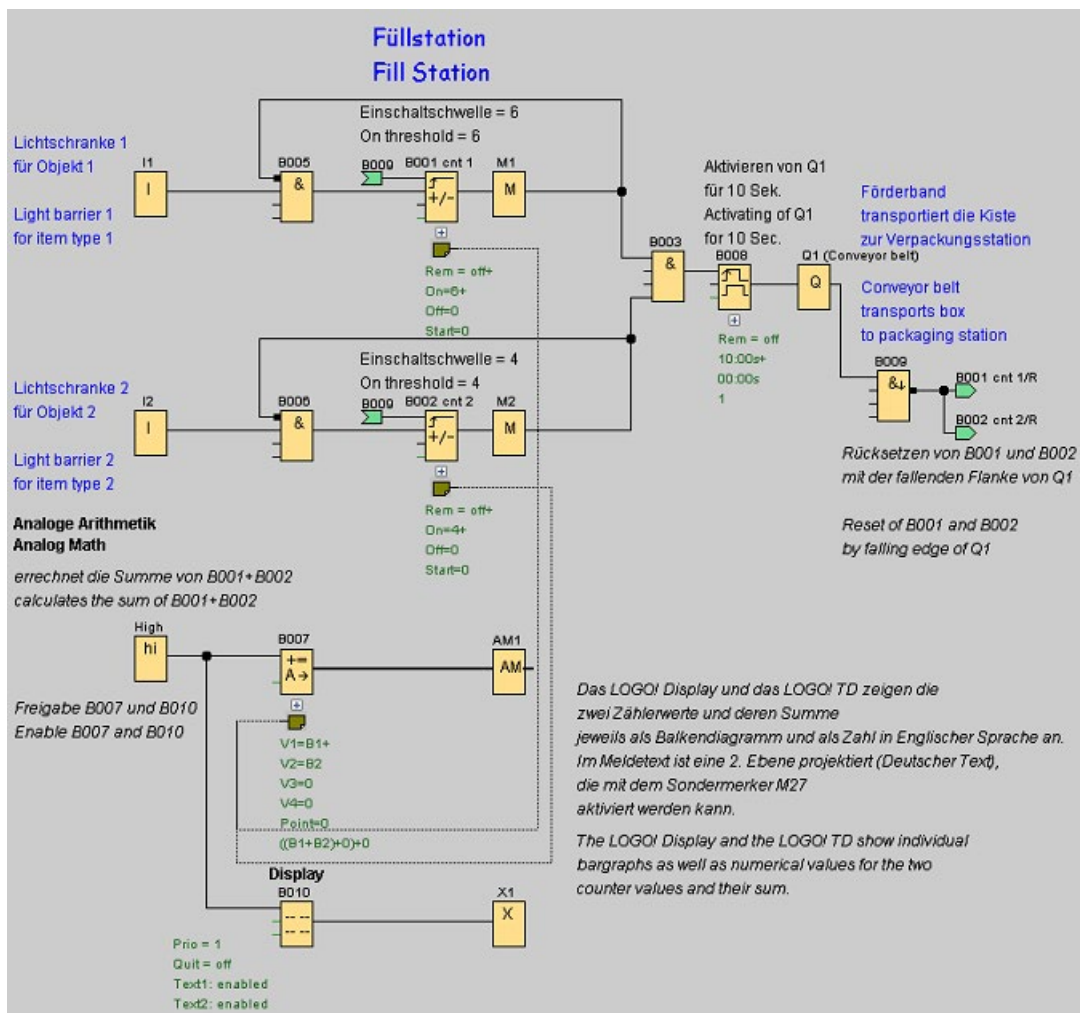 Füllstation
Fill Station
Einschaltschwelle = 6
On threshold = 6
Lichtschranke 1
für Objekt 1
Light barrier 1
for item type 1
I1
I
B005
&
B009
B001 cnt 1
+/-
M1
M
Rem = off+
On=6+
Off=0
Start=0
Aktivieren von Q1
für 10 Sek.
Activating of Q1
for 10 Sec.
B003
&
B008
Rem = off
10:00s+
00:00s
1
Förderband
transportiert die Kiste
zur Verpackungsstation
Q1 (Conveyor belt)
Q
Conveyor belt
transports box
to packaging station
B009
&↓
B001 cnt 1/R
B002 cnt 2/R
Rücksetzen von B001 und B002
mit der fallenden Flanke von Q1
Reset of B001 and B002
by falling edge of Q1
Einschaltschwelle = 4
On threshold = 4
Lichtschranke 2
für Objekt 2
Light barrier 2
for item type 2
I2
I
B006
&
B009
B002 cnt 2
+/-
M2
M
Rem = off+
On=4+
Off=0
Start=0
Analoge Arithmetik
Analog Math
errechnet die Summe von B001+B002
calculates the sum of B001+B002
High
hi
Freigabe B007 und B010
Enable B007 and B010
B007
+=
A→
AM1
AM
V1=B1+
V2=B2
V3=0
V4=0
Point=0
((B1+B2)+0)+0
Das LOGO! Display und das LOGO! TD zeigen die
zwei Zählerwerte und deren Summe
jeweils als Balkendiagramm und als Zahl in Englischer Sprache an.
Im Meldetext ist eine 2. Ebene projektiert (Deutscher Text),
die mit dem Sondermerker M27
aktiviert werden kann.
The LOGO! Display and the LOGO! TD show individual
bargraphs as well as numerical values for the two
counter values and their sum.
Display
B010
X1
X
Prio = 1
Quit = off
Text1: enabled
Text2: enabled